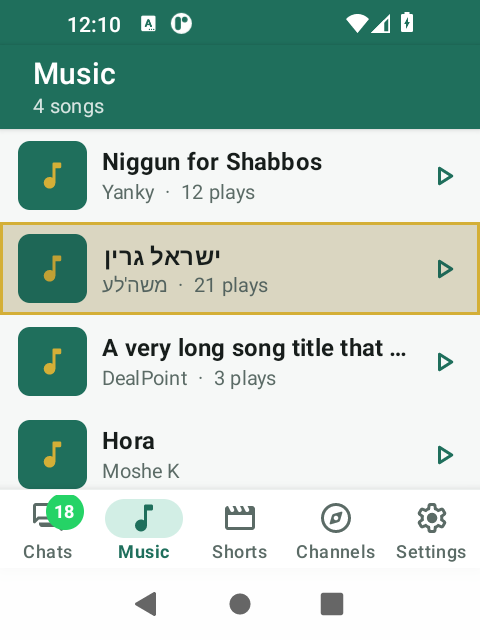 12:10
Music
4 songs
Niggun for Shabbos
Yanky · 12 plays
ישראל גרין
משה'לע · 21 plays
A very long song title that …
DealPoint · 3 plays
Hora
Moshe K
18
Chats
Music
Shorts
Channels
Settings